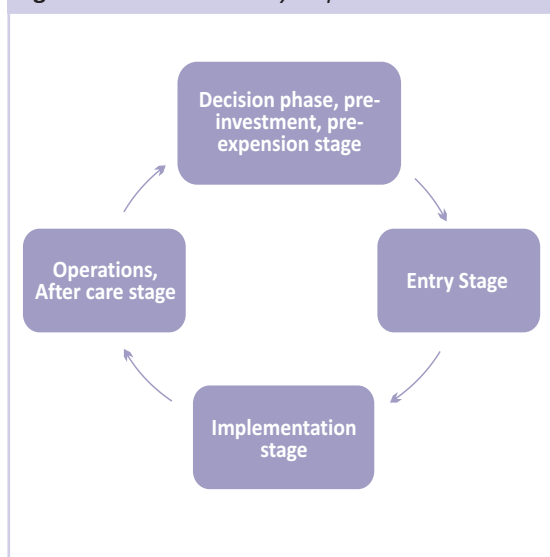 Decision phase, pre-
investment, pre-
expension stage
Entry Stage
Implementation
stage
Operations,
After care stage